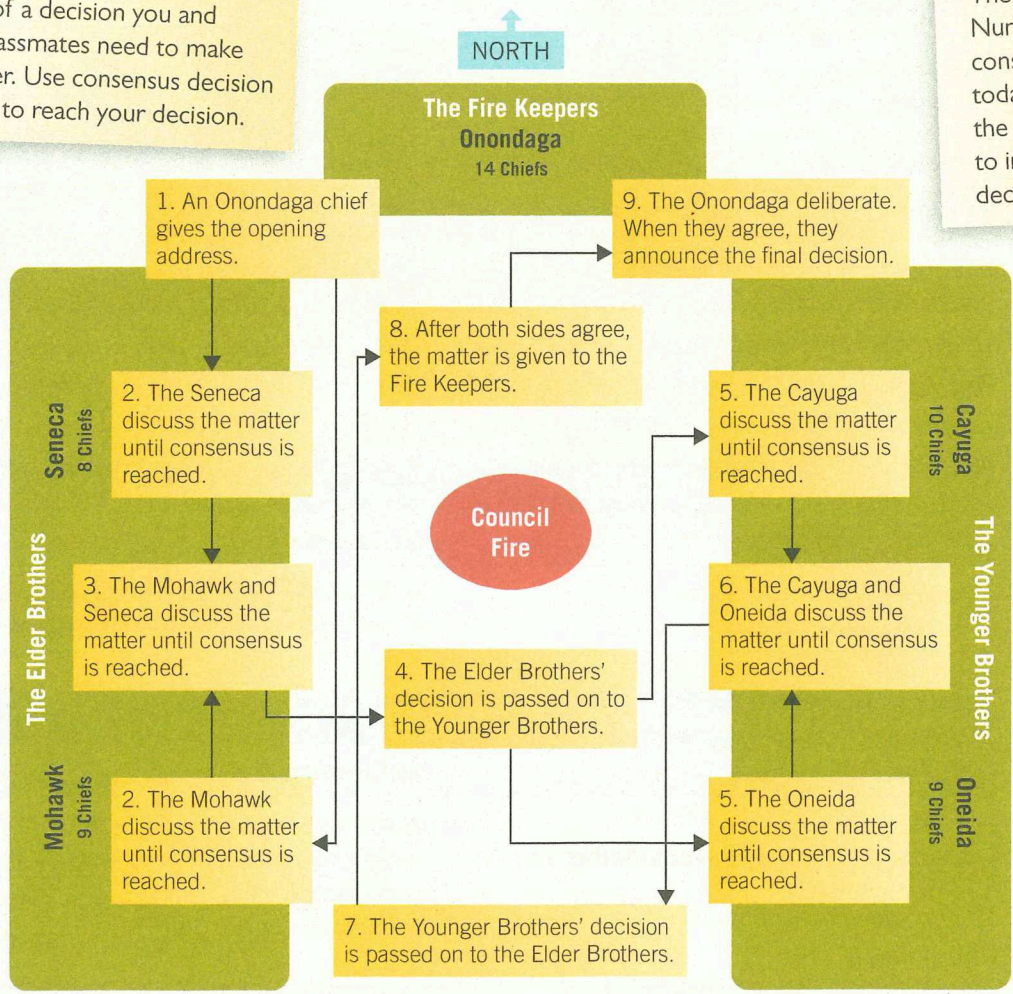 of a decision you and
assmates need to make
er. Use consensus decision
to reach your decision.
NORTH
The Fire Keepers
Onondaga
14 Chiefs
cons
toda
the
to i
dec
1. An Onondaga chief
gives the opening
address.
9. The Onondaga deliberate.
When they agree, they
announce the final decision.
8. After both sides agree,
the matter is given to the
Fire Keepers.
The Elder Brothers
Seneca
8 Chiefs
2. The Seneca
discuss the matter
until consensus is
reached.
3. The Mohawk and
Seneca discuss the
matter until consensus
is reached.
Mohawk
9 Chiefs
2. The Mohawk
discuss the matter
until consensus is
reached.
Council
Fire
4. The Elder Brothers'
decision is passed on to
the Younger Brothers.
5. The Cayuga
discuss the matter
until consensus is
reached.
Cayuga
10 Chiefs
The Younger Brothers
6. The Cayuga and
Oneida discuss the
matter until consensus
is reached.
5. The Oneida
discuss the matter
until consensus is
reached.
Oneida
9 Chiefs
7. The Younger Brothers' decision
is passed on to the Elder Brothers.